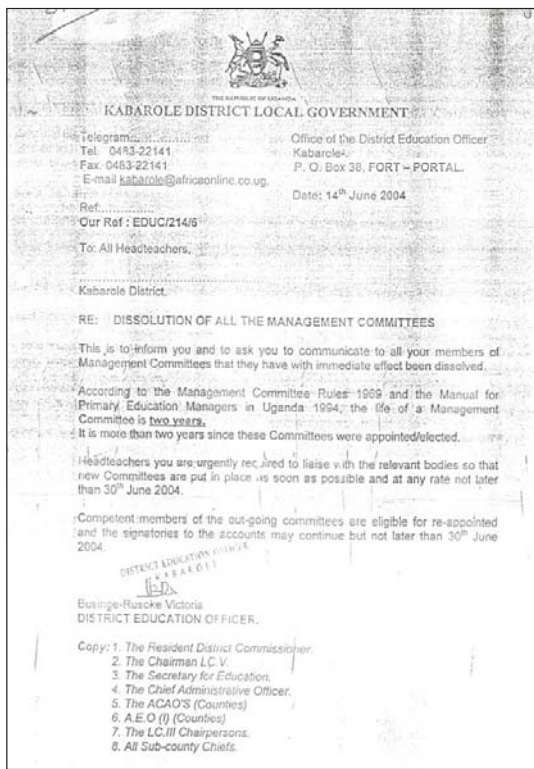 THE REPUBLIC OF UGANDA
KABAROLE DISTRICT LOCAL GOVERNMENT
Telegram....................
Tel. 0483-22141
Fax. 0483-22141
E-mail kabarole@africaonline.co.ug.
Office of the District Education Officer
Kabarole.
P. O. Box 38, FORT – PORTAL.
Date: 14th June 2004
Ref:..............
Our Ref : EDUC/214/6
To: All Headteachers,
....................................
Kabarole District.
RE: DISSOLUTION OF ALL THE MANAGEMENT COMMITTEES
This is to inform you and to ask you to communicate to all your members of
Management Committees that they have with immediate effect been dissolved.
According to the Management Committee Rules 1969 and the Manual for
Primary Education Managers in Uganda 1994, the life of a Management
Committee is two years.
It is more than two years since these Committees were appointed/elected.
Headteachers you are urgently required to liaise with the relevant bodies so that
new Committees are put in place as soon as possible and at any rate not later
than 30th June 2004.
Competent members of the out-going committees are eligible for re-appointed
and the signatories to the accounts may continue but not later than 30th June
2004.
DISTRICT EDUCATION OFFICER
KABAROLE
Businge-Rusoke Victoria
DISTRICT EDUCATION OFFICER.
Copy: 1. The Resident District Commissioner.
2. The Chairman LC.V.
3. The Secretary for Education.
4. The Chief Administrative Officer.
5. The ACAO'S (Counties)
6. A.E.O (I) (Counties)
7. The LC.III Chairpersons.
8. All Sub-county Chiefs.